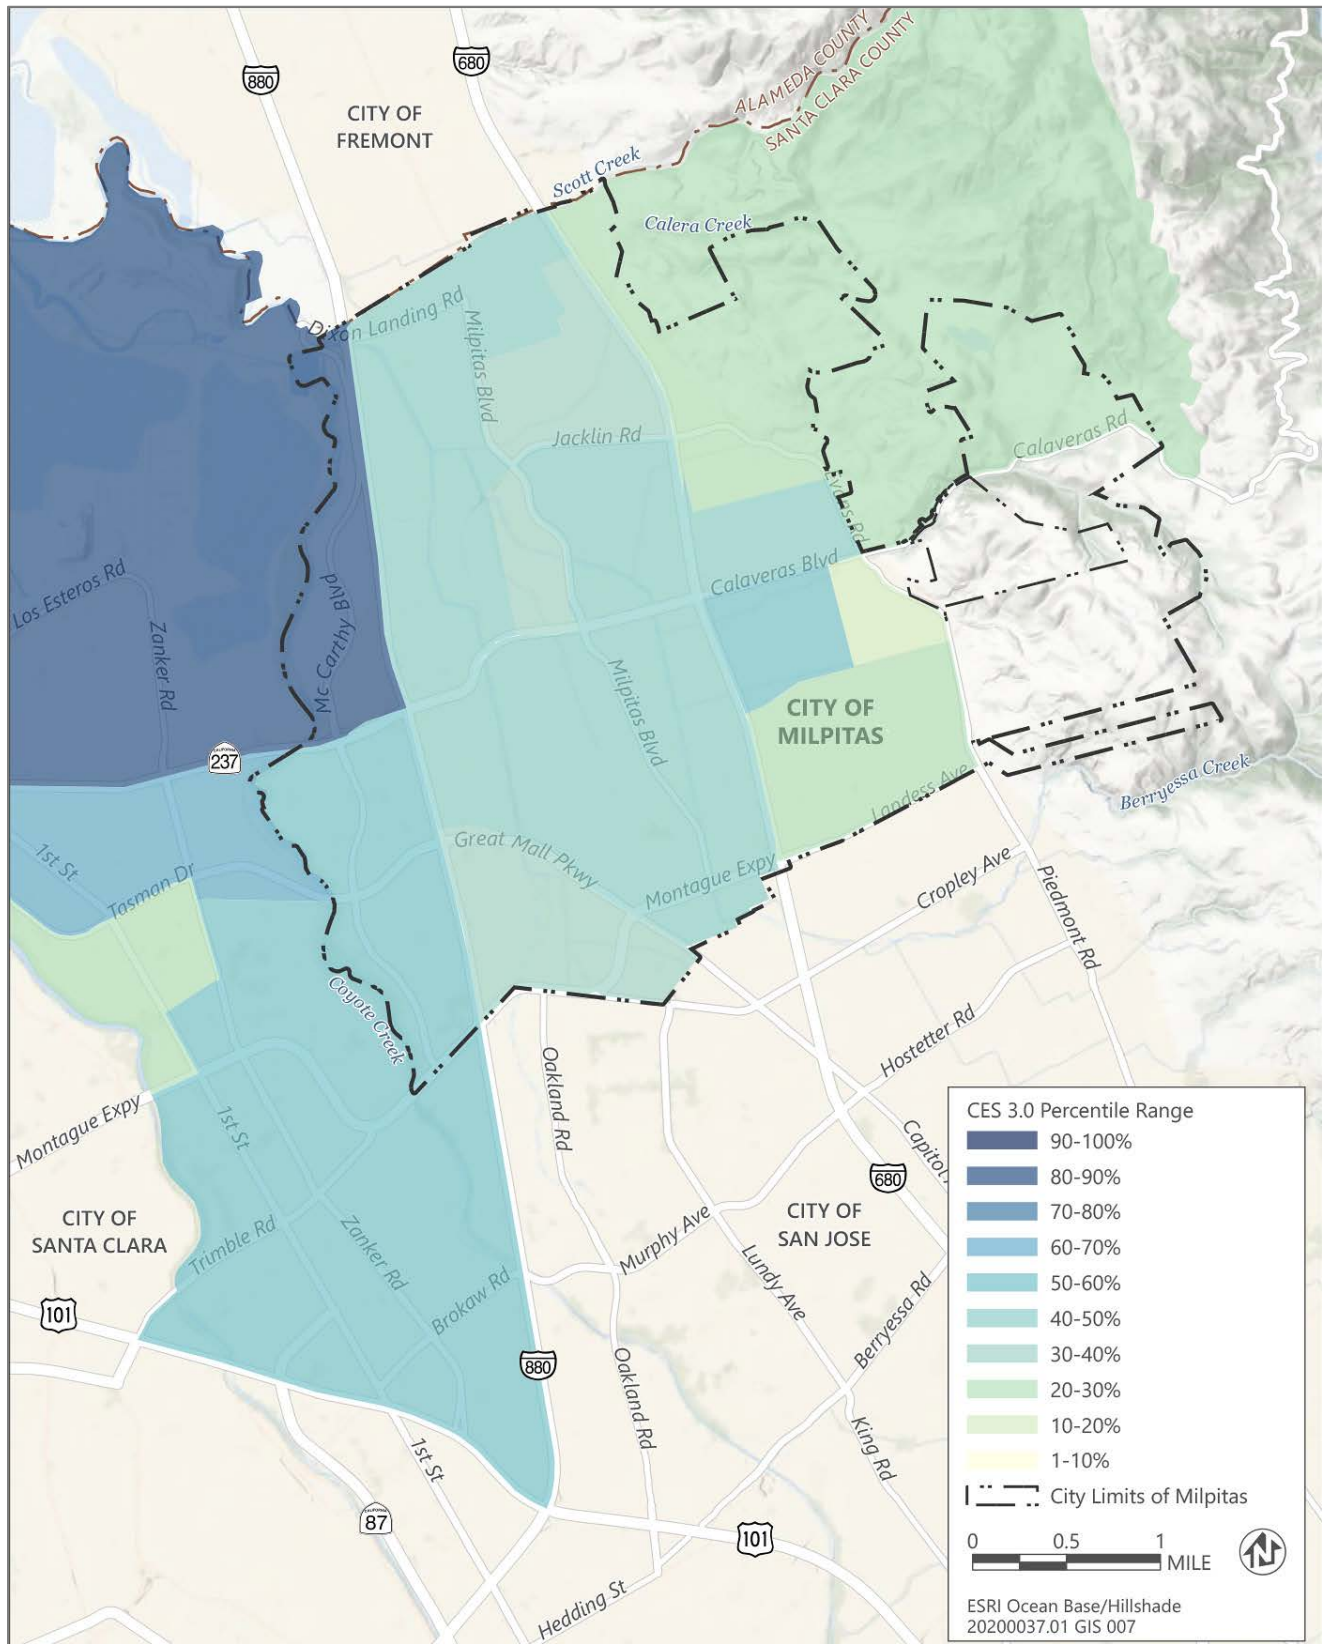 880
680
CITY OF
FREMONT
ALAMEDA COUNTY
SANTA CLARA COUNTY
Scott Creek
Calera Creek
Dixon Landing Rd
Milpitas Blvd
Jacklin Rd
Evans Rd
Calaveras Rd
Calaveras Blvd
Los Esteros Rd
Zanker Rd
Mc Carthy Blvd
Milpitas Blvd
CITY OF
MILPITAS
CALIFORNIA
237
Landess Ave
Berryessa Creek
1st St
Tasman Dr
Great Mall Pkwy
Montague Expy
Cropley Ave
Piedmont Rd
Coyote Creek
Hostetter Rd
Oakland Rd
Montague Expy
1st St
Capitol
680
CITY OF
SANTA CLARA
Trimble Rd
Zanker Rd
Brokaw Rd
Murphy Ave
CITY OF
SAN JOSE
Lundy Ave
Berryessa Rd
101
880
Oakland Rd
King Rd
1st St
CALIFORNIA
87
101
Hedding St
CES 3.0 Percentile Range
90-100%
80-90%
70-80%
60-70%
50-60%
40-50%
30-40%
20-30%
10-20%
1-10%
City Limits of Milpitas
0 0.5 1
MILE
N
ESRI Ocean Base/Hillshade
20200037.01 GIS 007